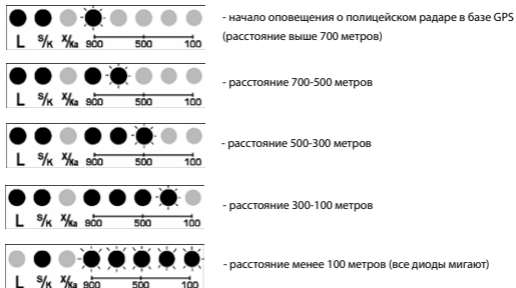 - начало оповещения о полицейском радаре в базе GPS
(расстояние выше 700 метров)
L S/K X/Ka 900 500 100
- расстояние 700-500 метров
L S/K X/Ka 900 500 100
- расстояние 500-300 метров
L S/K X/Ka 900 500 100
- расстояние 300-100 метров
L S/K X/Ka 900 500 100
- расстояние менее 100 метров (все диоды мигают)
L S/K X/Ka 900 500 100